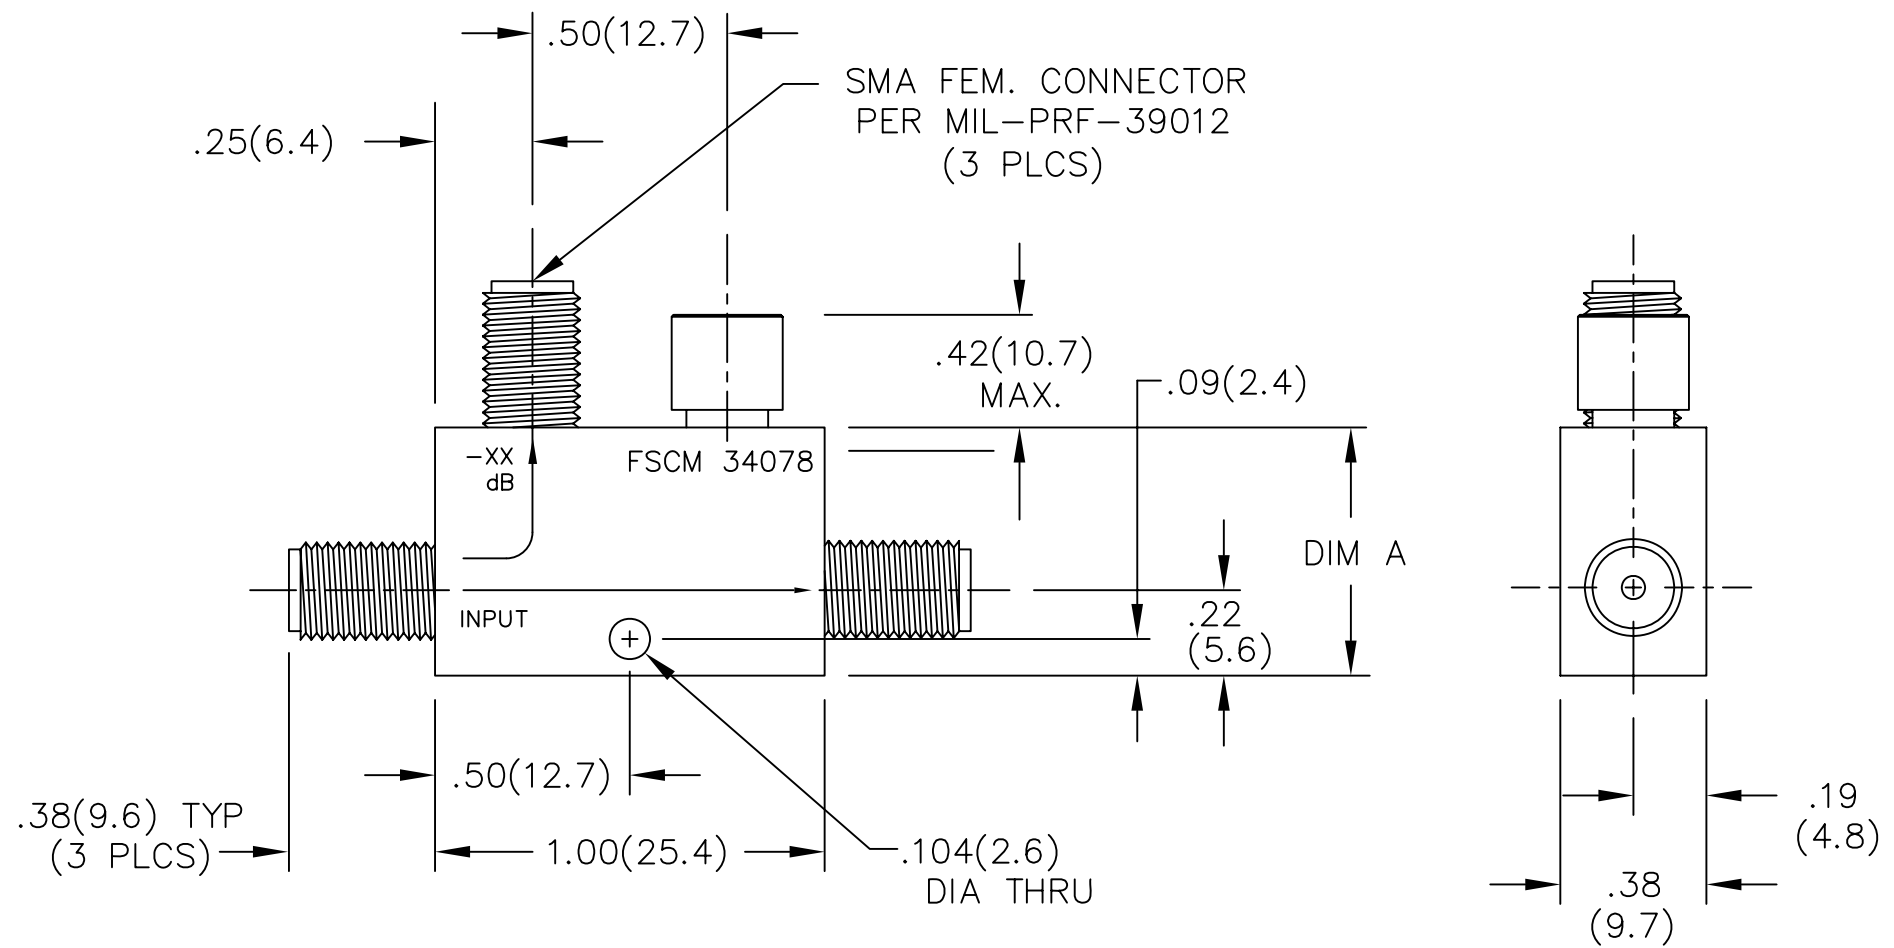 .50(12.7)
SMA FEM. CONNECTOR
PER MIL-PRF-39012
(3 PLCS)
.25(6.4)
.42(10.7)
MAX.
.09(2.4)
-XX
dB
FSCM 34078
DIM A
INPUT
.22
(5.6)
.50(12.7)
.38(9.6) TYP
(3 PLCS)
1.00(25.4)
.104(2.6)
DIA THRU
.19
(4.8)
.38
(9.7)